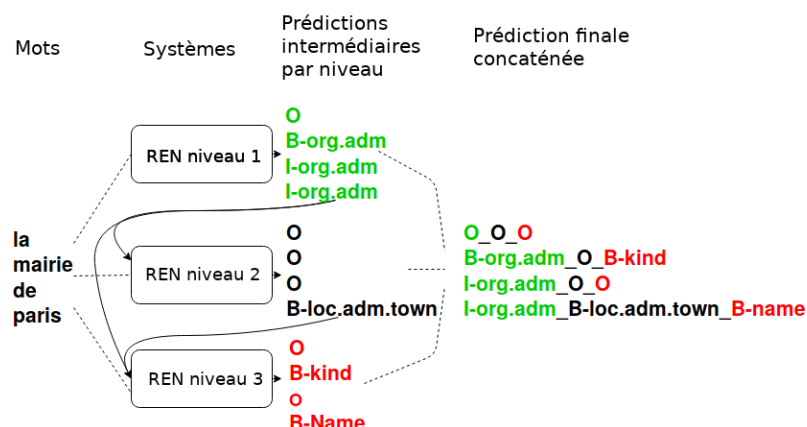 Mots
Systèmes
Prédictions
intermédiaires
par niveau
Prédiction finale
concaténée
la
mairie
de
paris
REN niveau 1
O
B-org.adm
I-org.adm
I-org.adm
REN niveau 2
O
O
O
B-loc.adm.town
REN niveau 3
O
B-kind
O
B-Name
O_O_O
B-org.adm_O_B-kind
I-org.adm_O_O
I-org.adm_B-loc.adm.town_B-name